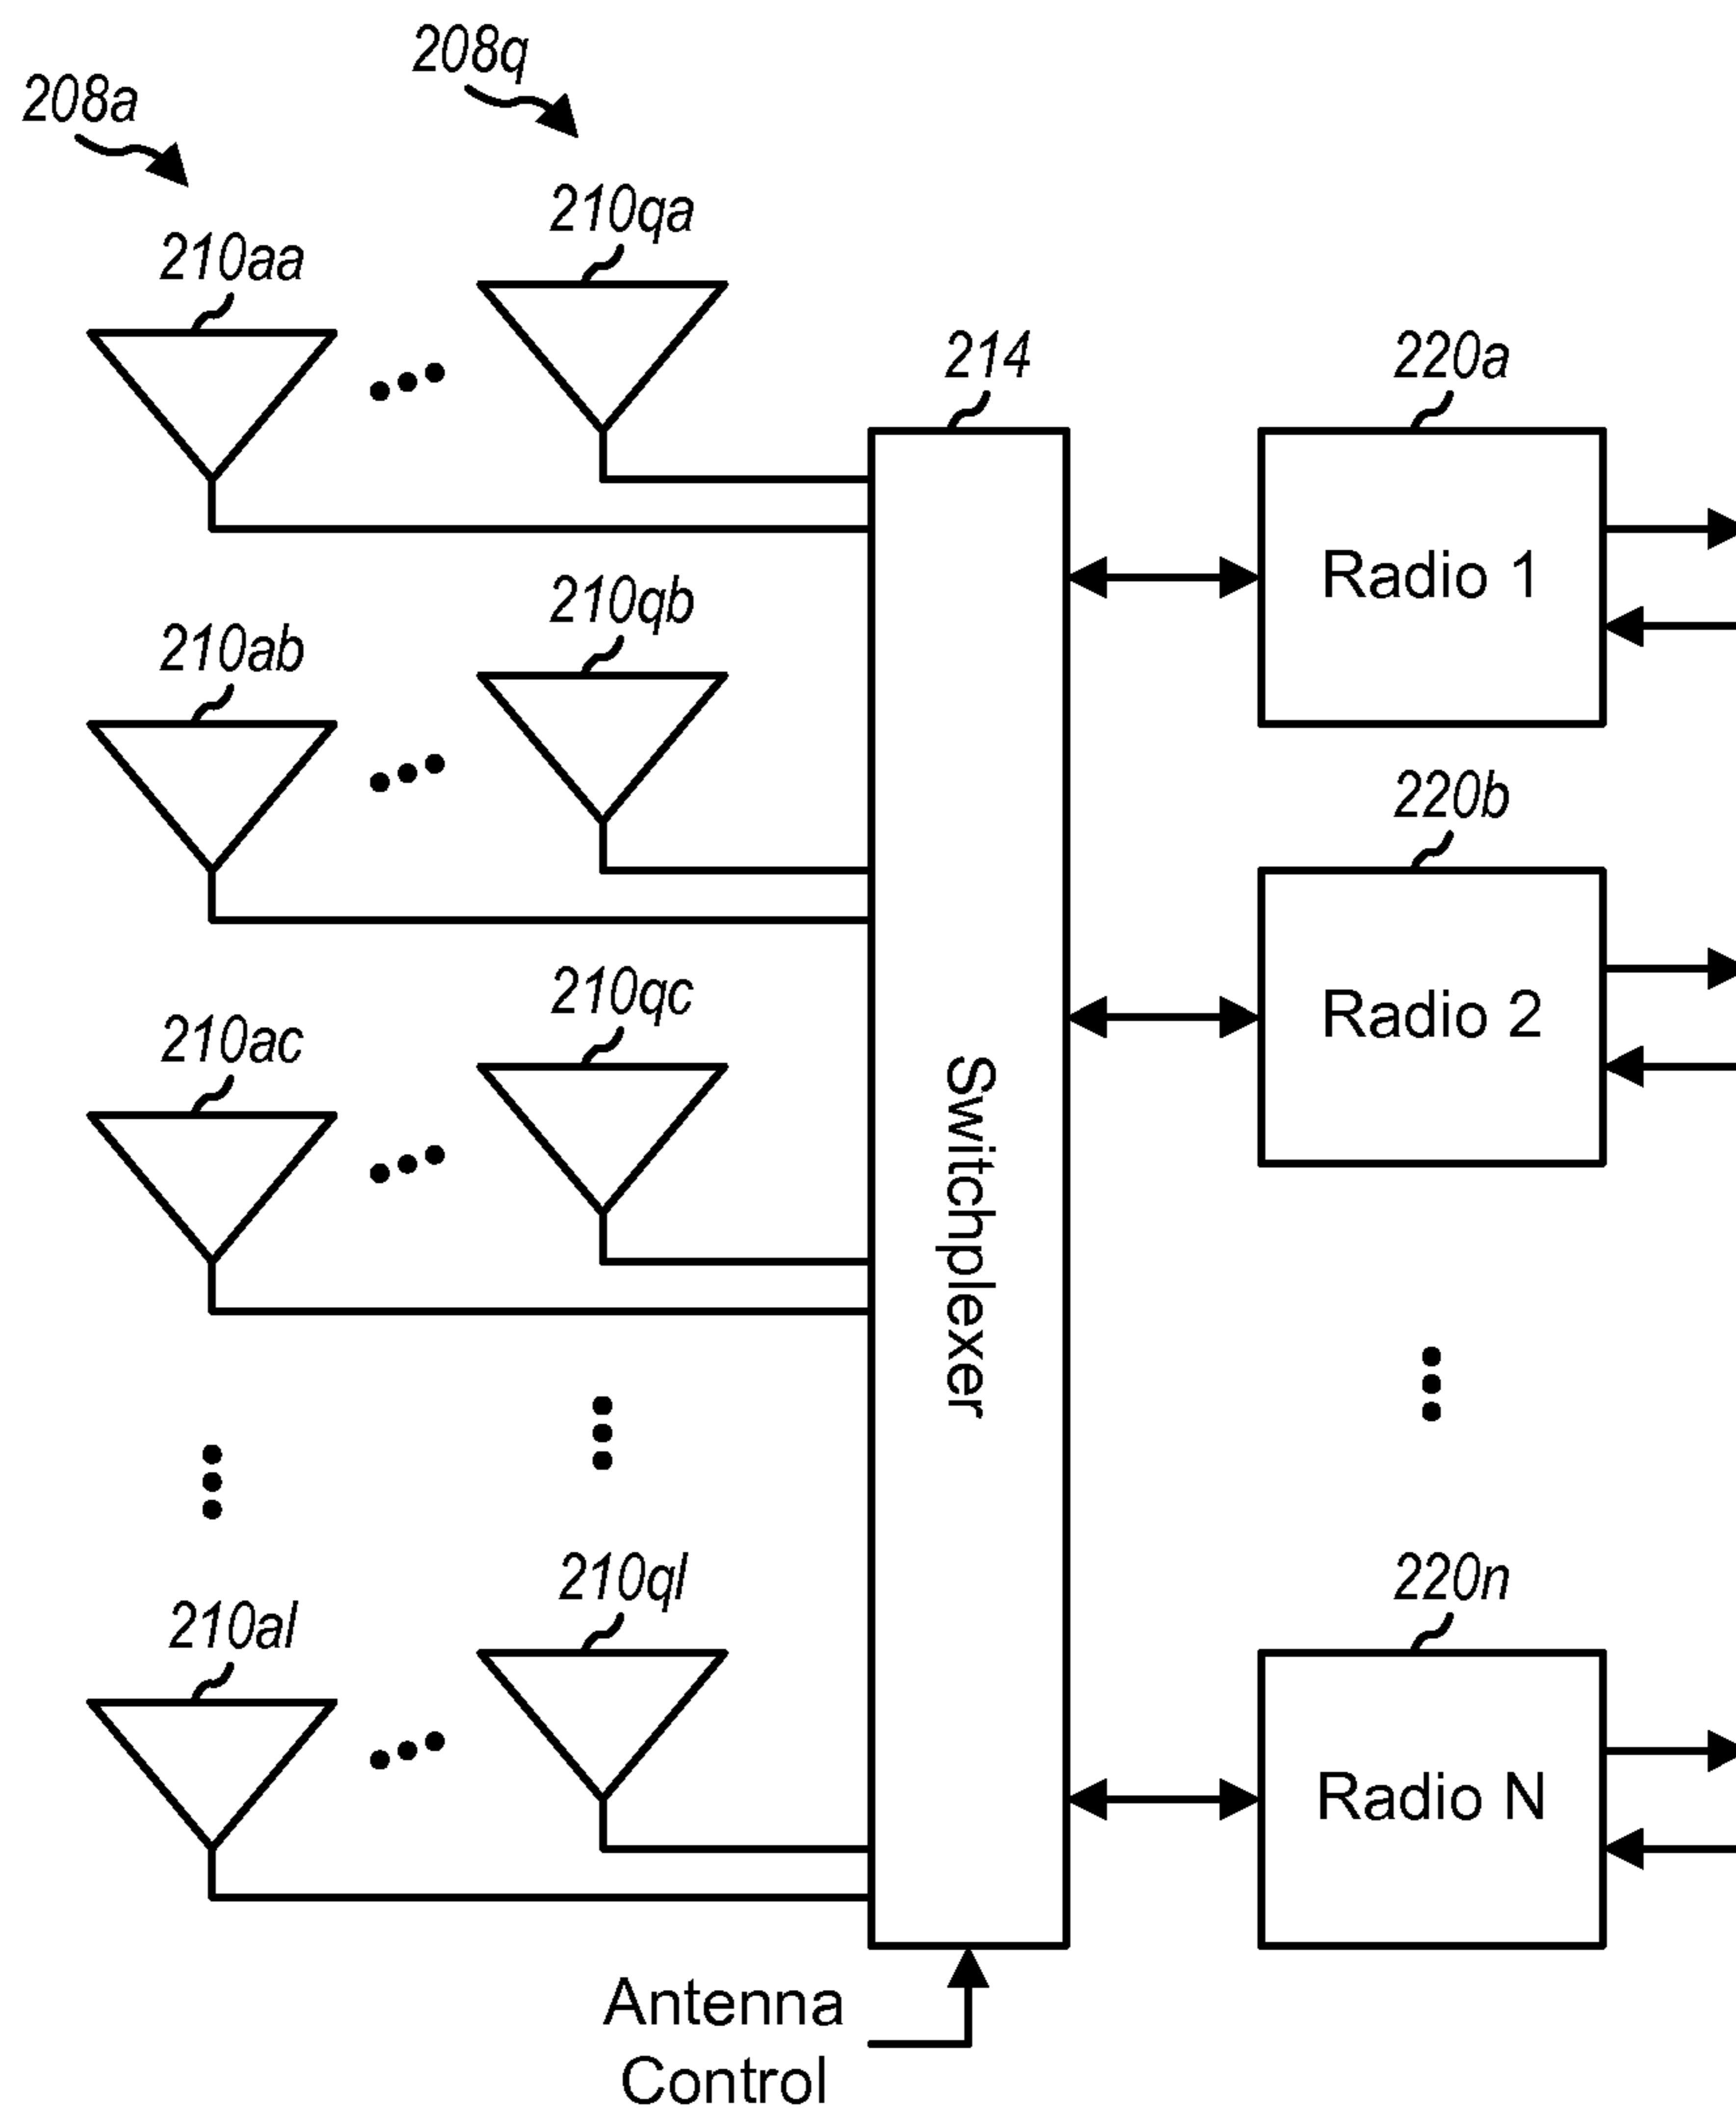 208a
208q
210aa
210qa
214
220a
Radio 1
210ab
210qb
220b
Radio 2
210ac
210qc
Switchplexer
210al
210ql
220n
Radio N
Antenna
Control